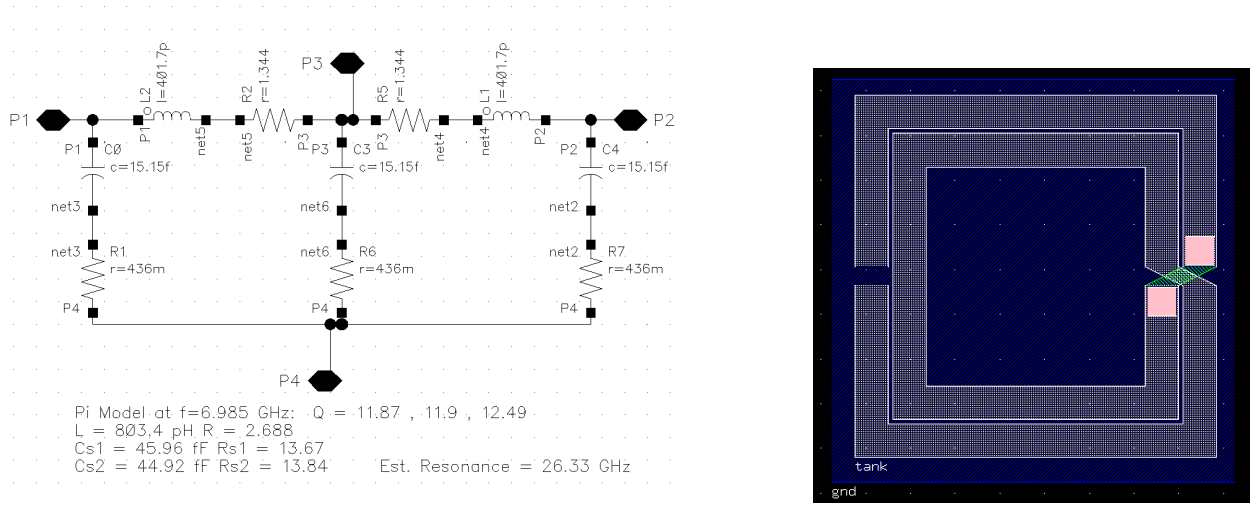 P3
l=401.7p
L2
R2
r=1.344
R5
r=1.344
L1
l=401.7p
P1
P2
P1
net5
net5
P3
P3
net4
net4
P2
P1 CØ
c=15.15f
P3 C3
c=15.15f
P2 C4
c=15.15f
net3
net6
net2
net3 R1
r=436m
net6 R6
r=436m
net2 R7
r=436m
P4
P4
P4
P4
Pi Model at f=6.985 GHz: Q = 11.87 , 11.9 , 12.49
L = 8Ø3.4 pH R = 2.688
Cs1 = 45.96 fF Rs1 = 13.67
Cs2 = 44.92 fF Rs2 = 13.84 Est. Resonance = 26.33 GHz
tank
gnd